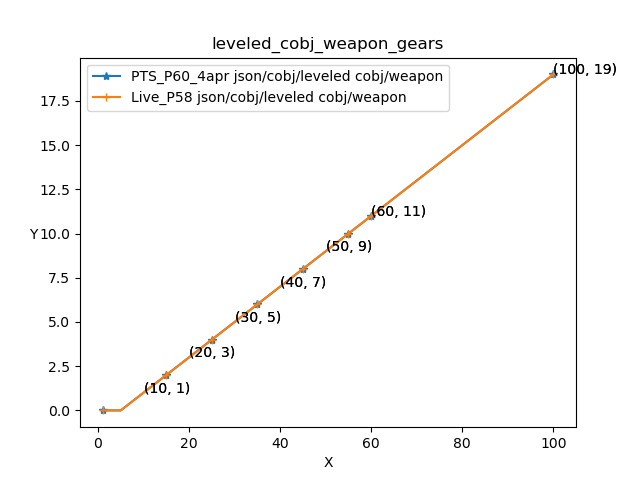 leveled_cobj_weapon_gears
PTS_P60_4apr json/cobj/leveled cobj/weapon
Live_P58 json/cobj/leveled cobj/weapon
(100, 19)
17.5
15.0
12.5
(60, 11)
Y 10.0
(50, 9)
7.5
(40, 7)
(30, 5)
5.0
(20, 3)
2.5
(10, 1)
0.0
0 20 40 60 80 100
X